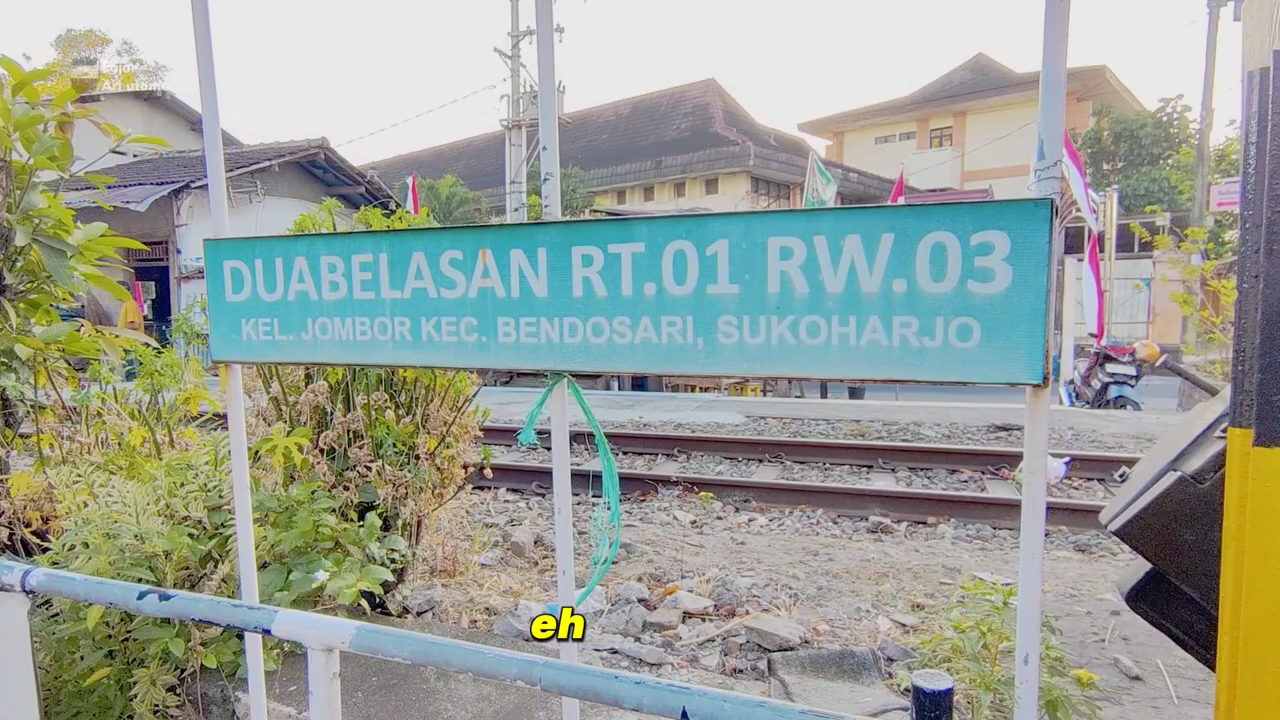 DUABELASAN RT.01 RW.03
KEL. JOMBOR KEC. BENDOSARI, SUKOHARJO
eh